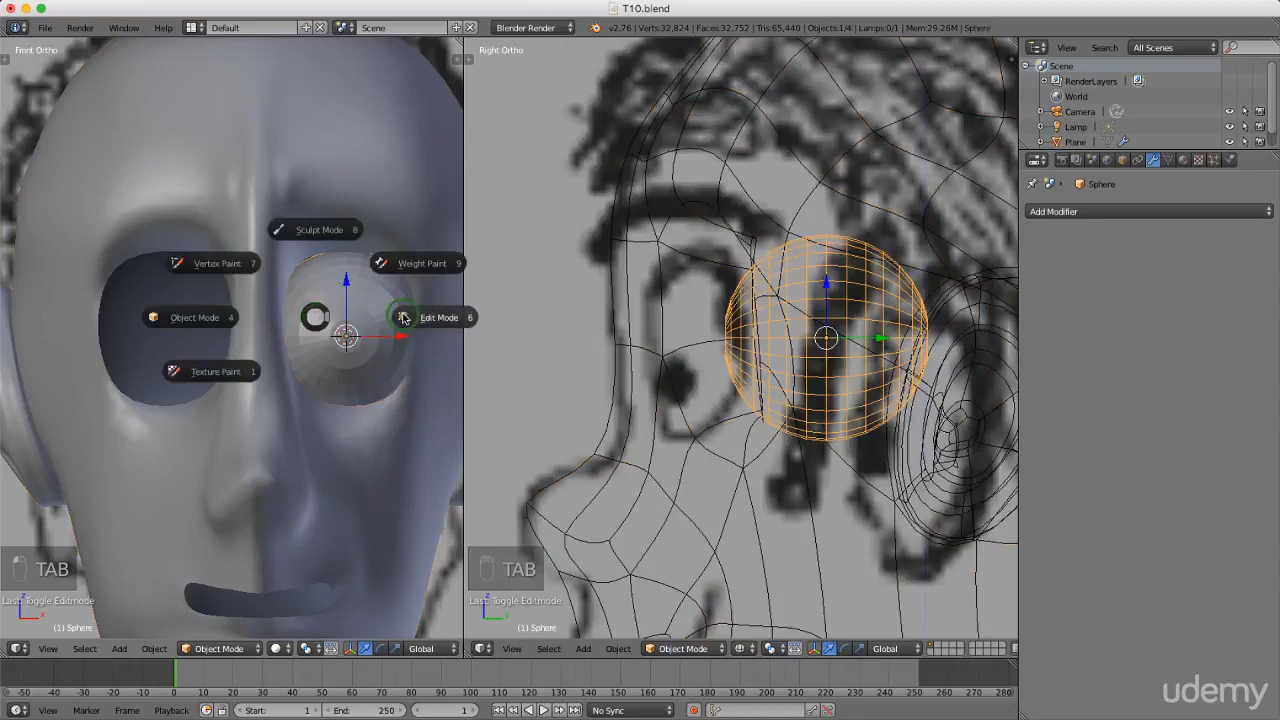 T10.blend
File Render Window Help Default Scene Blender Render v2.76 | Verts:32,824 | Faces:32,752 | Tris:65,440 | Objects:1/4 | Lamps:0/1 | Mem:29.26M | Sphere
Front Ortho
Right Ortho
View Search All Scenes
Scene
RenderLayers
World
Camera
Lamp
Plane
Sphere
Add Modifier
Sculpt Mode 8
Vertex Paint 7
Weight Paint 9
Object Mode 4
Edit Mode 6
Texture Paint 1
TAB
Last: Toggle Editmode
z
x
(1) Sphere
TAB
Last: Toggle Editmode
z
(1) Sphere
View Select Add Object Object Mode Global
View Select Add Object Object Mode Global
-50 -40 -30 -20 -10 0 10 20 30 40 50 60 70 80 90 100 110 120 130 140 150 160 170 180 190 200 210 220 230 240 250 260 270 280
View Marker Frame Playback Start: 1 End: 250 1 No Sync
udemy